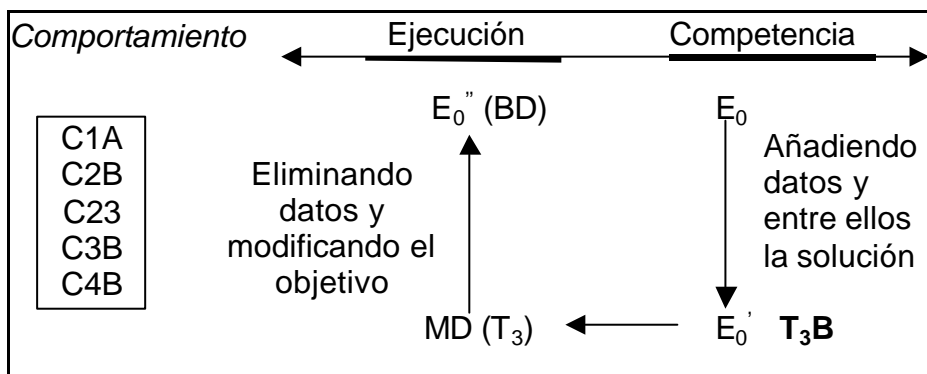 Comportamiento Ejecución Competencia
E₀” (BD) E₀
C1A
C2B
C23
C3B
C4B
Eliminando
datos y
modificando el
objetivo
Añadiendo
datos y
entre ellos
la solución
MD (T₃) E₀’ T₃B